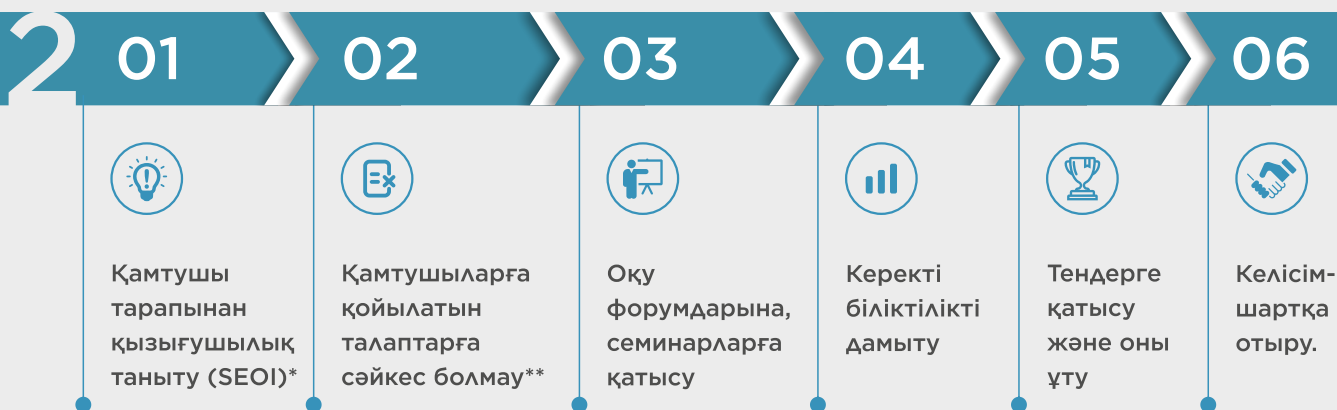 2
01
02
03
04
05
06
Қамтушы
тарапынан
қызығушылық
таныту (SEOI)*
Қамтушыларға
қойылатын
талаптарға
сәйкес болмау**
Оқу
форумдарына,
семинарларға
қатысу
Керекті
біліктілікті
дамыту
Тендерге
қатысу
және оны
ұту
Келісім-
шартқа
отыру.